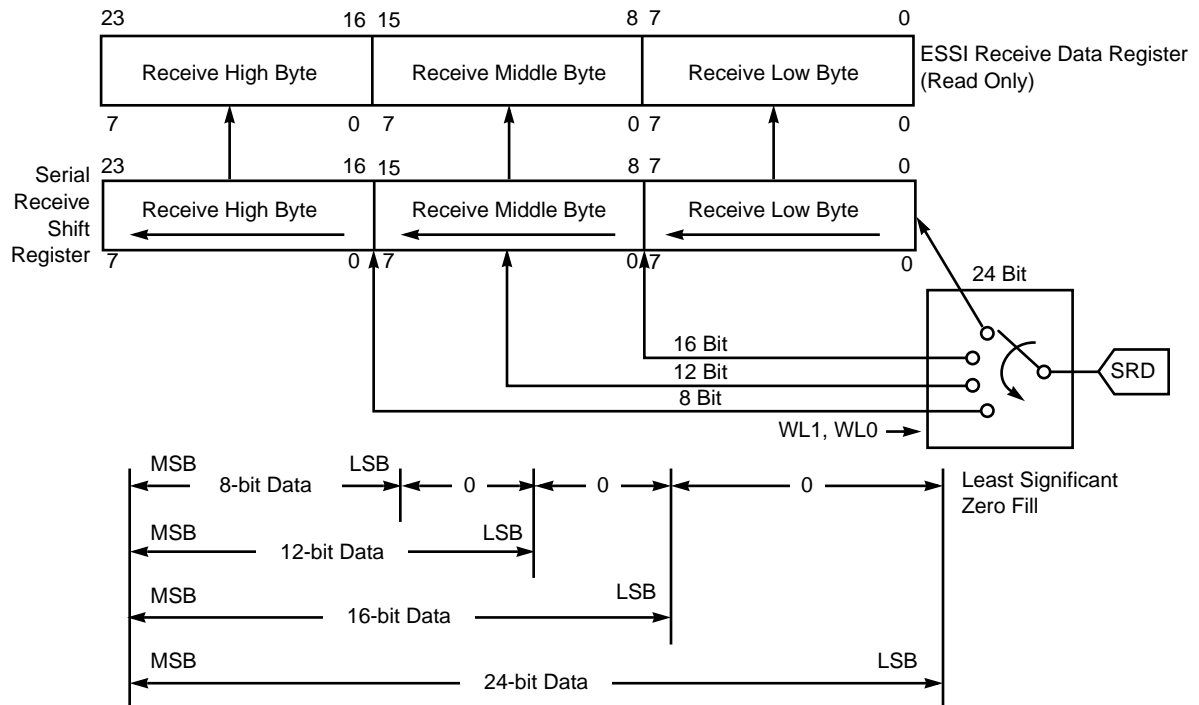 23 16 15 8 7 0
Receive High Byte Receive Middle Byte Receive Low Byte
ESSI Receive Data Register
(Read Only)
7 0 7 0 7 0
23 16 15 8 7 0
Serial
Receive
Shift
Register
Receive High Byte Receive Middle Byte Receive Low Byte
7 0 7 0 7 0
24 Bit
16 Bit
12 Bit
8 Bit
SRD
WL1, WL0
MSB LSB
8-bit Data 0 0 0
Least Significant
Zero Fill
MSB LSB
12-bit Data
MSB LSB
16-bit Data
MSB LSB
24-bit Data